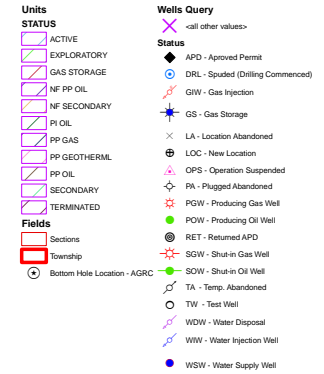 Units
STATUS
ACTIVE
EXPLORATORY
GAS STORAGE
NF PP OIL
NF SECONDARY
PI OIL
PP GAS
PP GEOTHERML
PP OIL
SECONDARY
TERMINATED
Fields
Sections
Township
Bottom Hole Location - AGRC
Wells Query
<all other values>
Status
APD - Aproved Permit
DRL - Spuded (Drilling Commenced)
GIW - Gas Injection
GS - Gas Storage
LA - Location Abandoned
LOC - New Location
OPS - Operation Suspended
PA - Plugged Abandoned
PGW - Producing Gas Well
POW - Producing Oil Well
RET - Returned APD
SGW - Shut-in Gas Well
SOW - Shut-in Oil Well
TA - Temp. Abandoned
TW - Test Well
WDW - Water Disposal
WIW - Water Injection Well
WSW - Water Supply Well